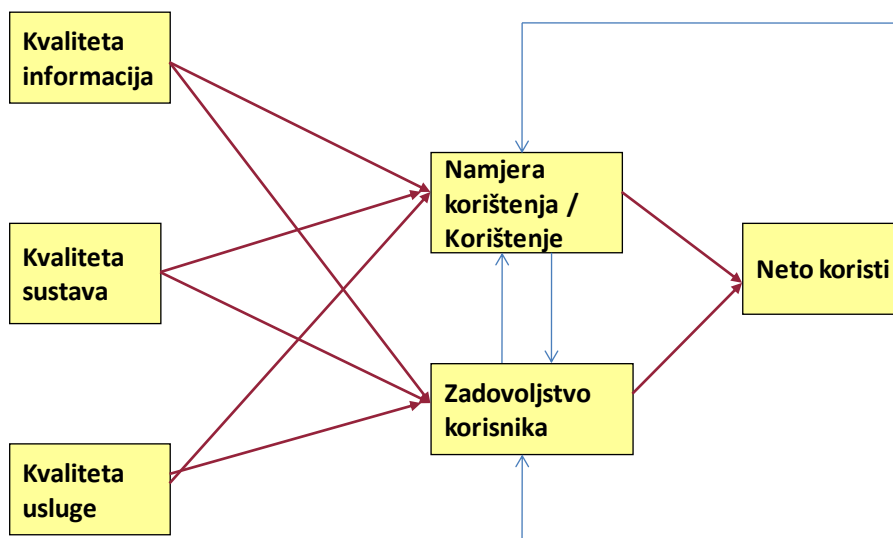 Kvaliteta
informacija
Namjera
korištenja /
Korištenje
Kvaliteta
sustava
Neto koristi
Zadovoljstvo
korisnika
Kvaliteta
usluge